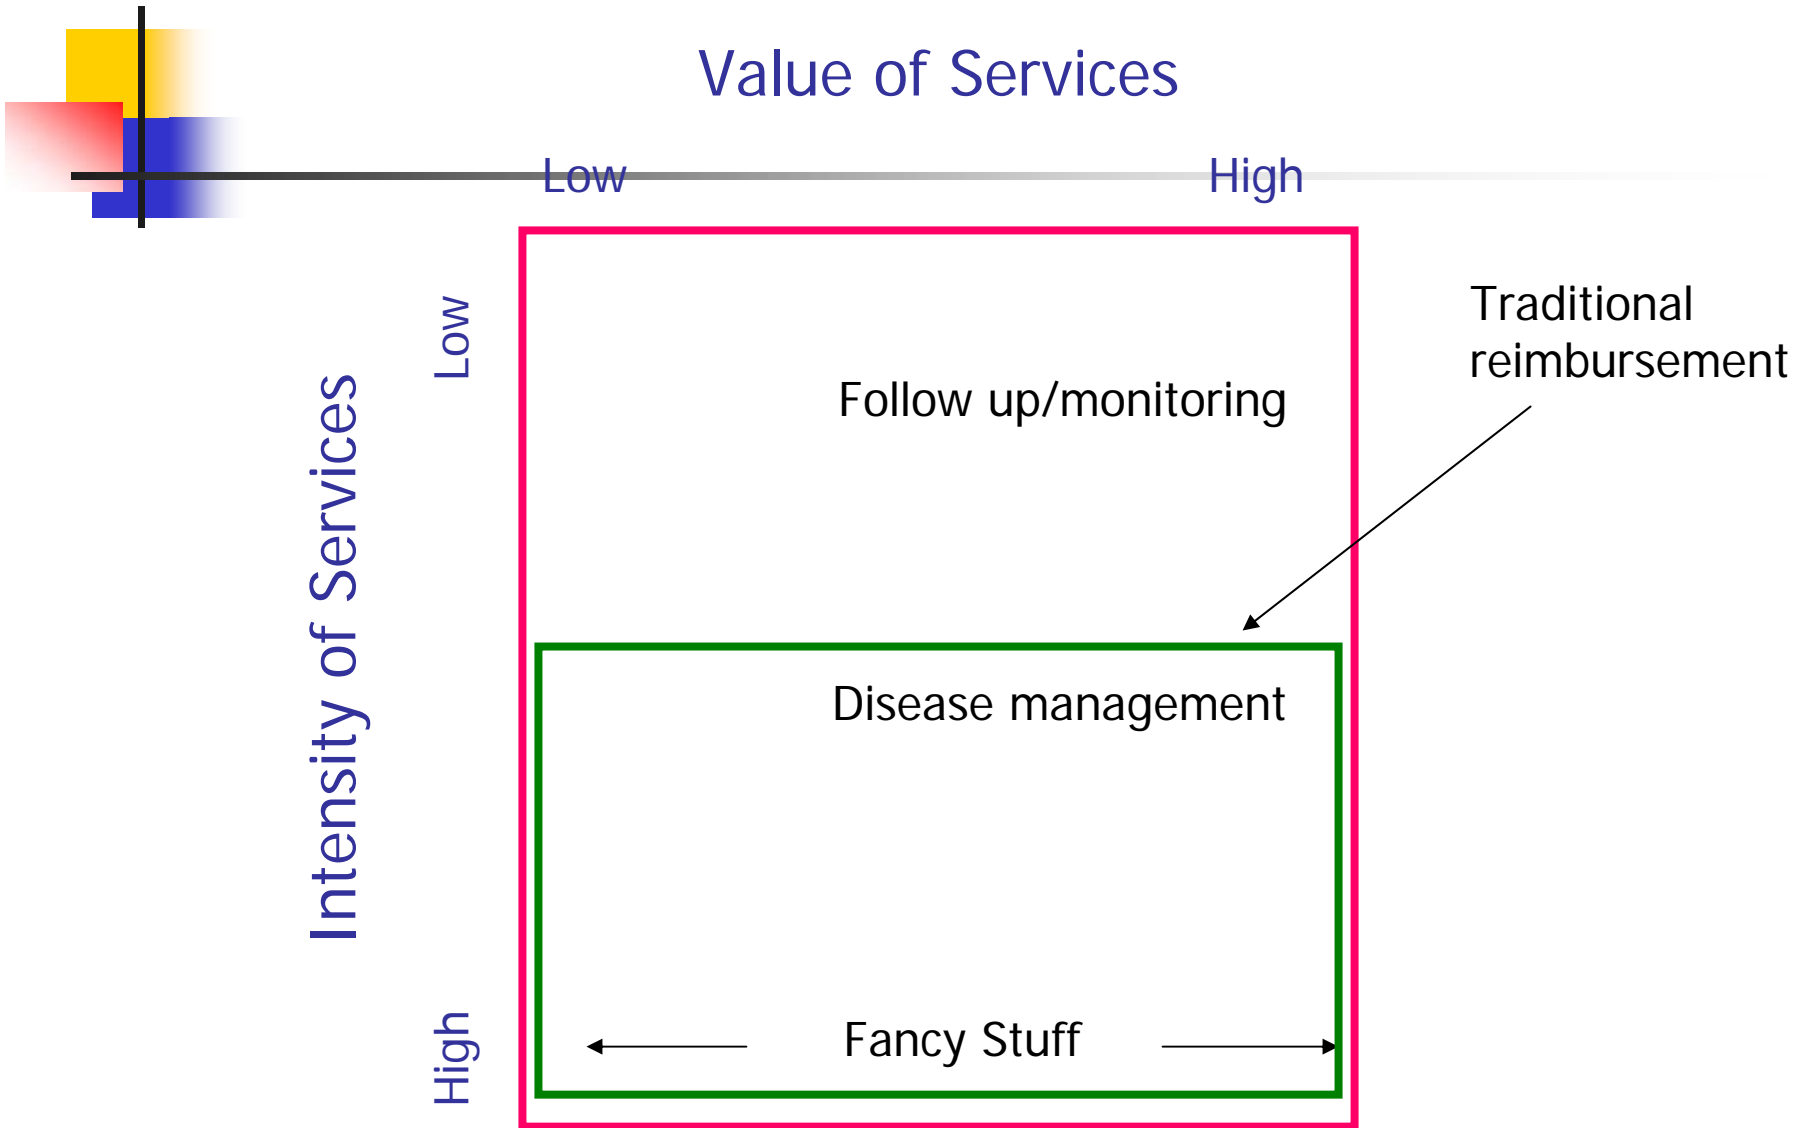 Value of Services
Low
High
Low
Traditional
reimbursement
Follow up/monitoring
Intensity of Services
Disease management
High
Fancy Stuff